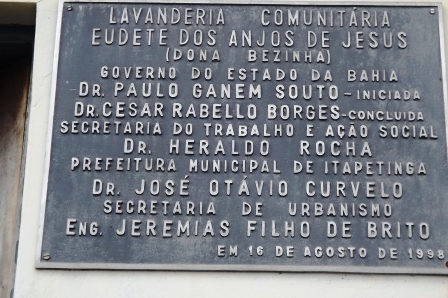 LAVANDERIA COMUNITÁRIA
EUDETE DOS ANJOS DE JESUS
(DONA BEZINHA)
GOVERNO DO ESTADO DA BAHIA
DR. PAULO GANEM SOUTO - INICIADA
DR. CESAR RABELLO BORGES - CONCLUIDA
SECRETARIA DO TRABALHO E AÇÃO SOCIAL
DR. HERALDO ROCHA
PREFEITURA MUNICIPAL DE ITAPETINGA
DR. JOSÉ OTÁVIO CURVELO
SECRETARIA DE URBANISMO
ENG. JEREMIAS FILHO DE BRITO
EM 16 DE AGOSTO DE 1998